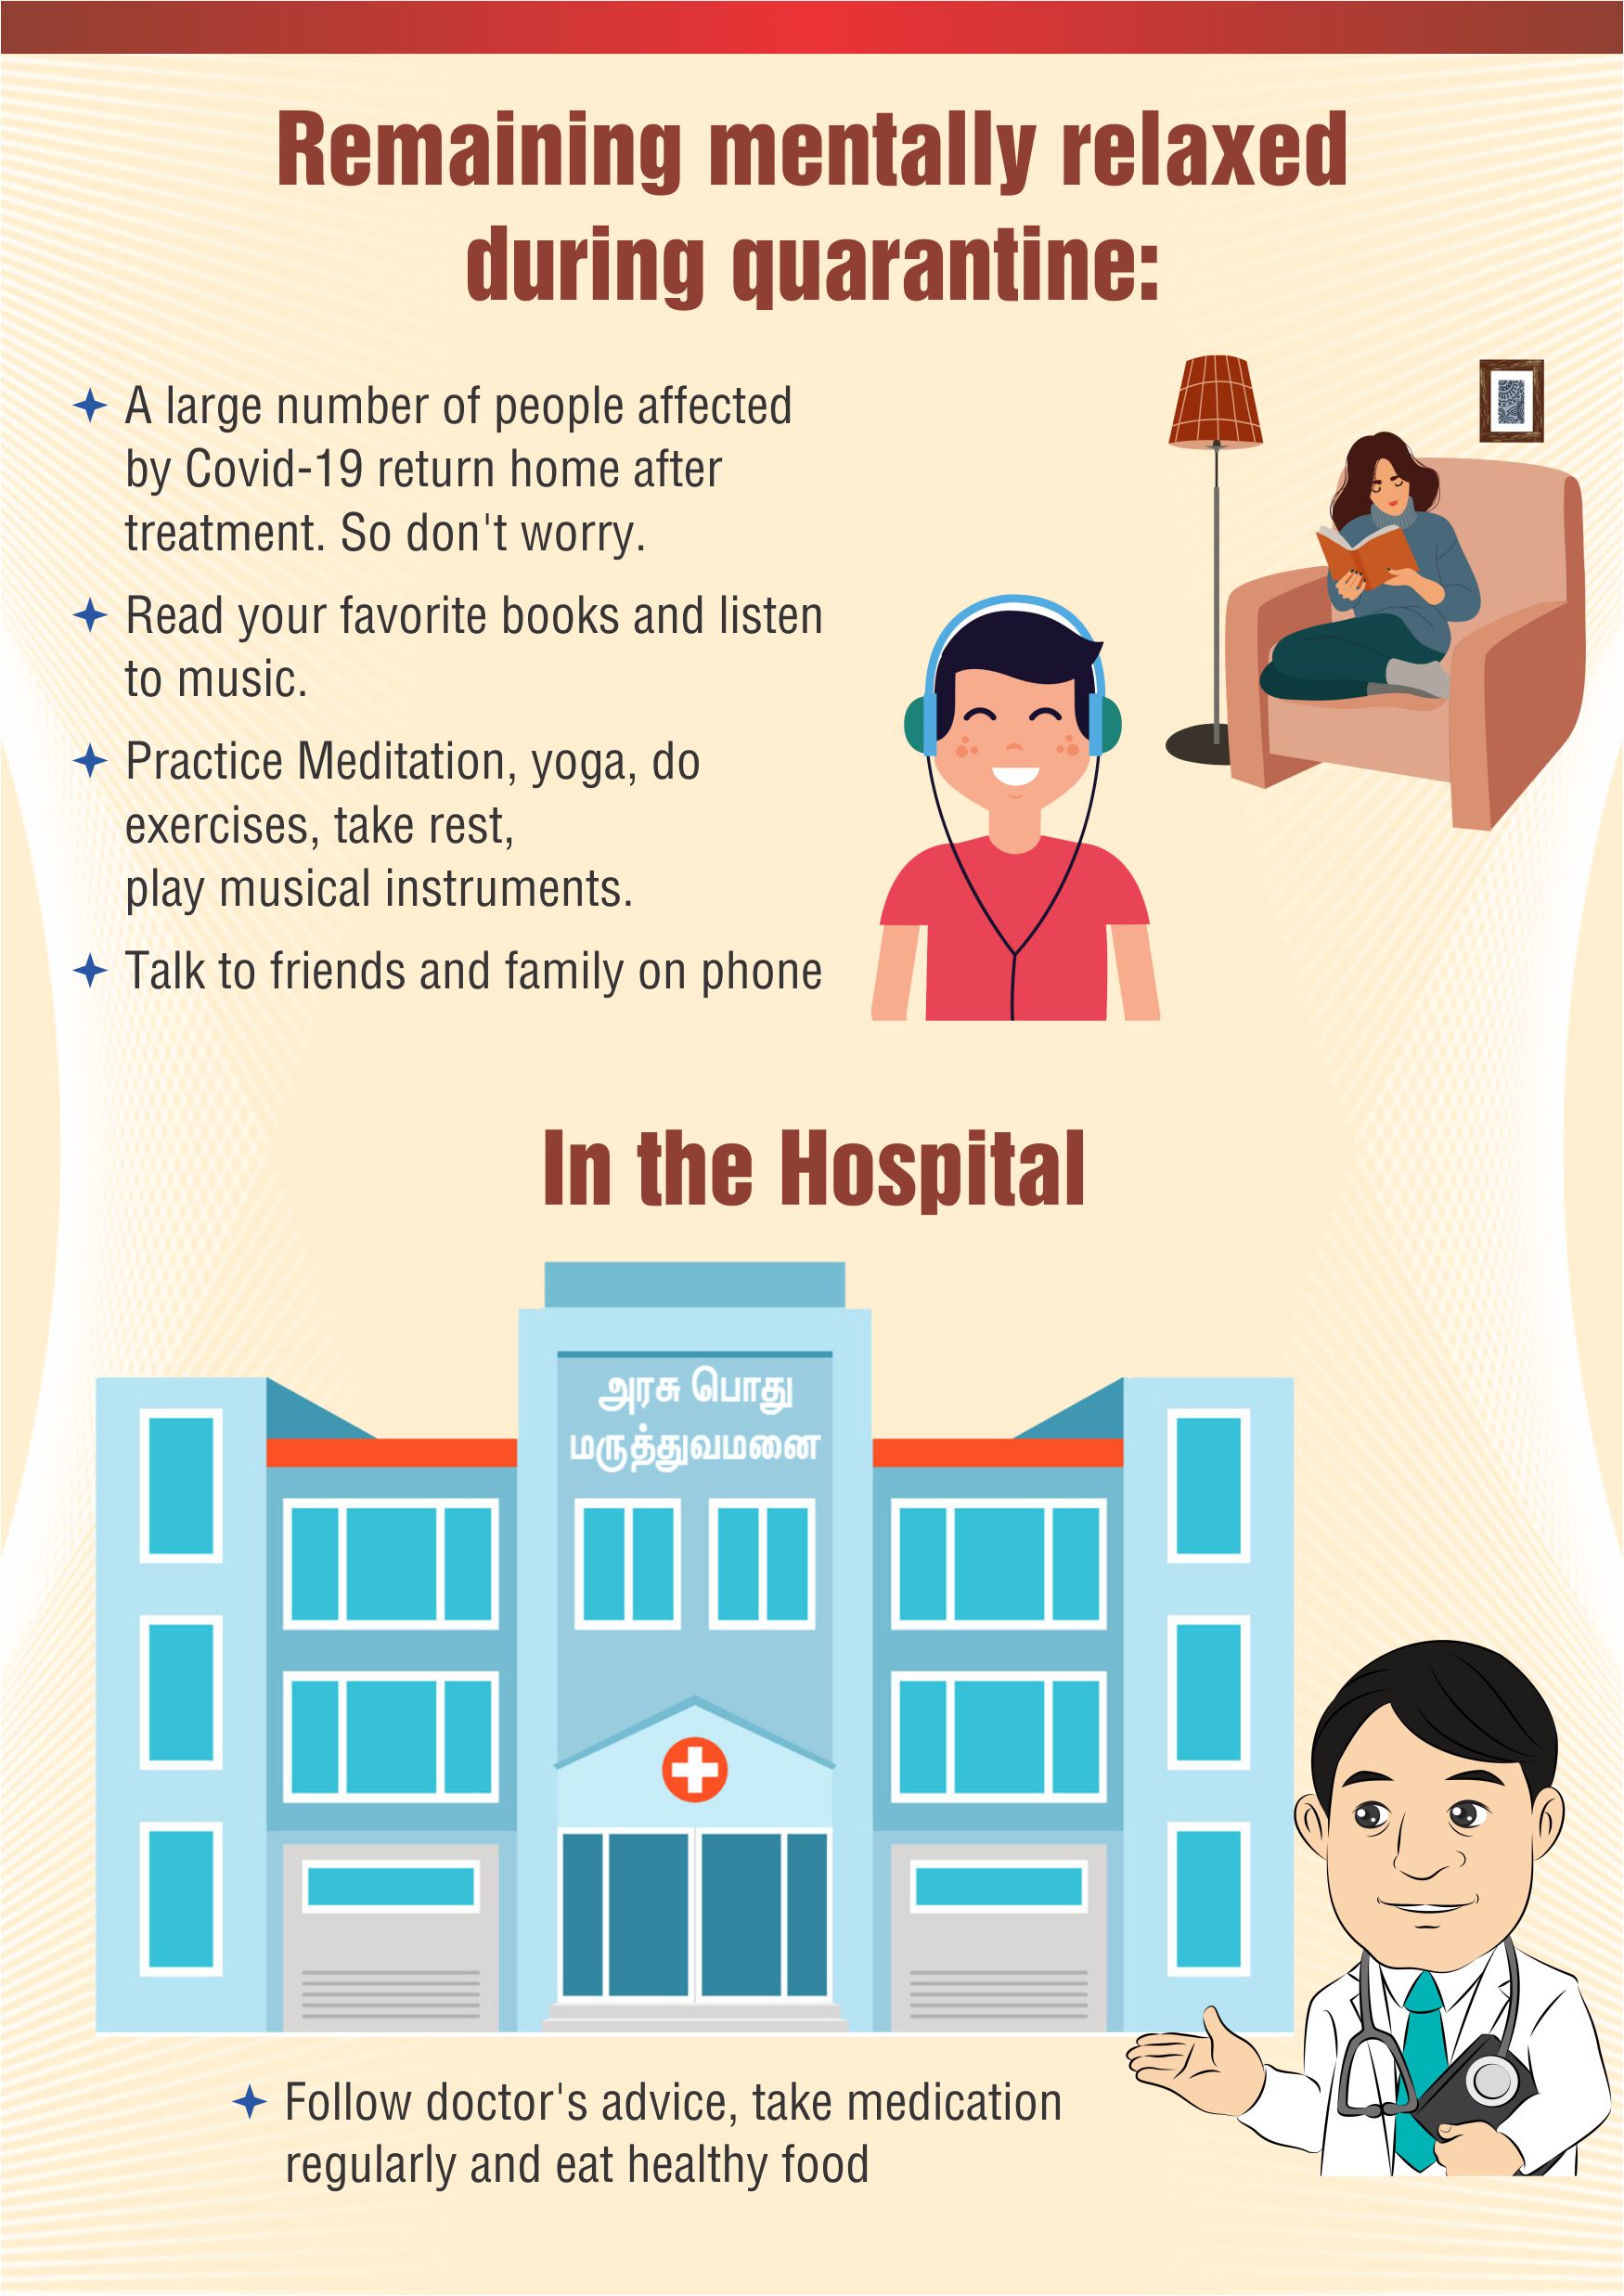 Remaining mentally relaxed
during quarantine:
A large number of people affected
by Covid-19 return home after
treatment. So don't worry.
Read your favorite books and listen
to music.
Practice Meditation, yoga, do
exercises, take rest,
play musical instruments.
Talk to friends and family on phone
In the Hospital
அரசு பொது
மருத்துவமனை
Follow doctor's advice, take medication
regularly and eat healthy food